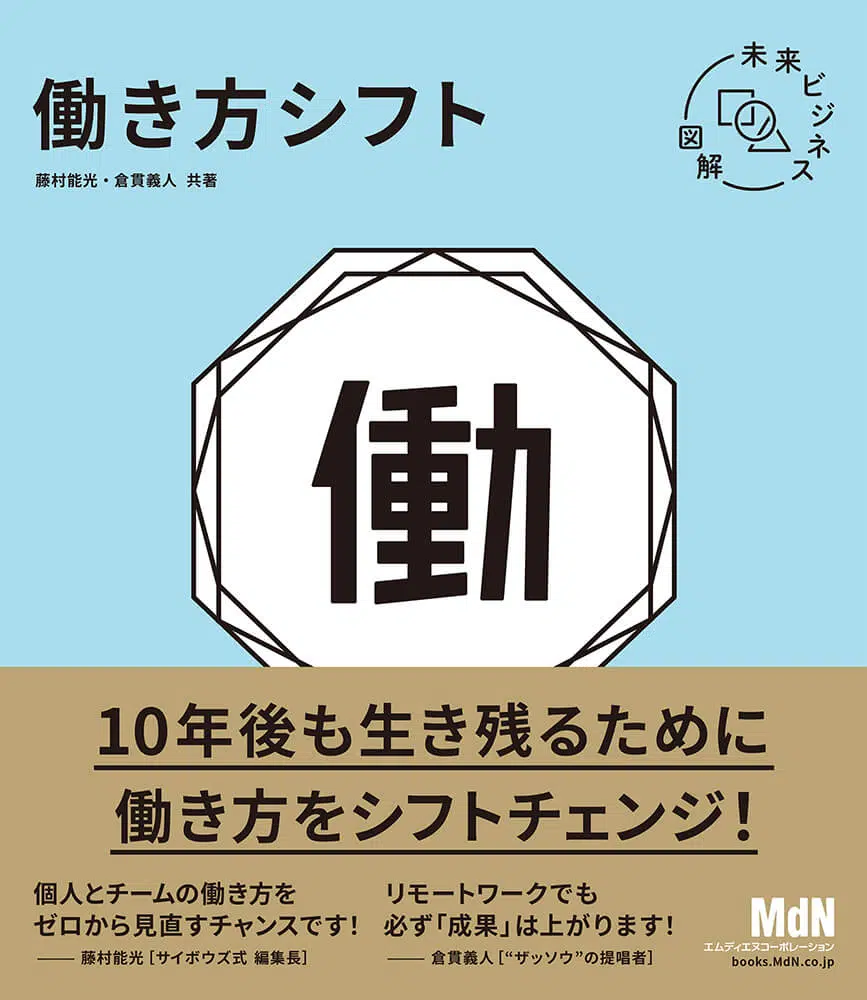 働き方シフト
藤村能光・倉貫義人 共著
未来ビジネス
図解
働
10年後も生き残るために
働き方をシフトチェンジ！
個人とチームの働き方を
ゼロから見直すチャンスです！
―― 藤村能光［サイボウズ式 編集長］
リモートワークでも
必ず「成果」は上がります！
―― 倉貫義人［“ザッソウ”の提唱者］
MdN
エムディエヌコーポレーション
books.MdN.co.jp